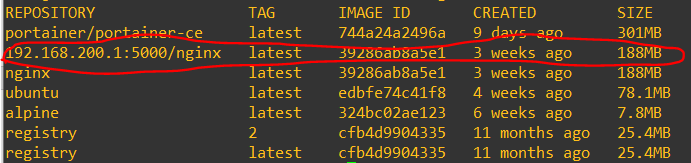 REPOSITORY TAG IMAGE ID CREATED SIZE
portainer/portainer-ce latest 744a24a2496a 9 days ago 301MB
192.168.200.1:5000/nginx latest 39286ab8a5e1 3 weeks ago 188MB
nginx latest 39286ab8a5e1 3 weeks ago 188MB
ubuntu latest edbfe74c41f8 4 weeks ago 78.1MB
alpine latest 324bc02ae123 6 weeks ago 7.8MB
registry 2 cfb4d9904335 11 months ago 25.4MB
registry latest cfb4d9904335 11 months ago 25.4MB